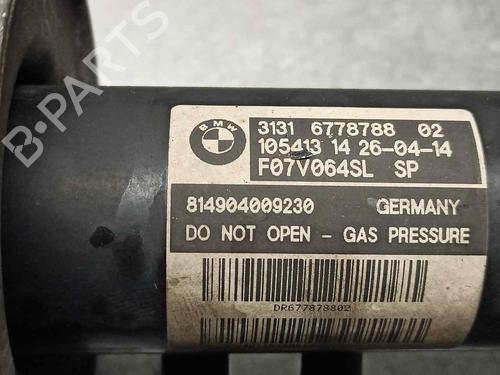 B-PARTS
BMW
3131 6778788 02
105413 14 26-04-14
F07V064SL SP
814904009230 GERMANY
DO NOT OPEN - GAS PRESSURE
DR677878802